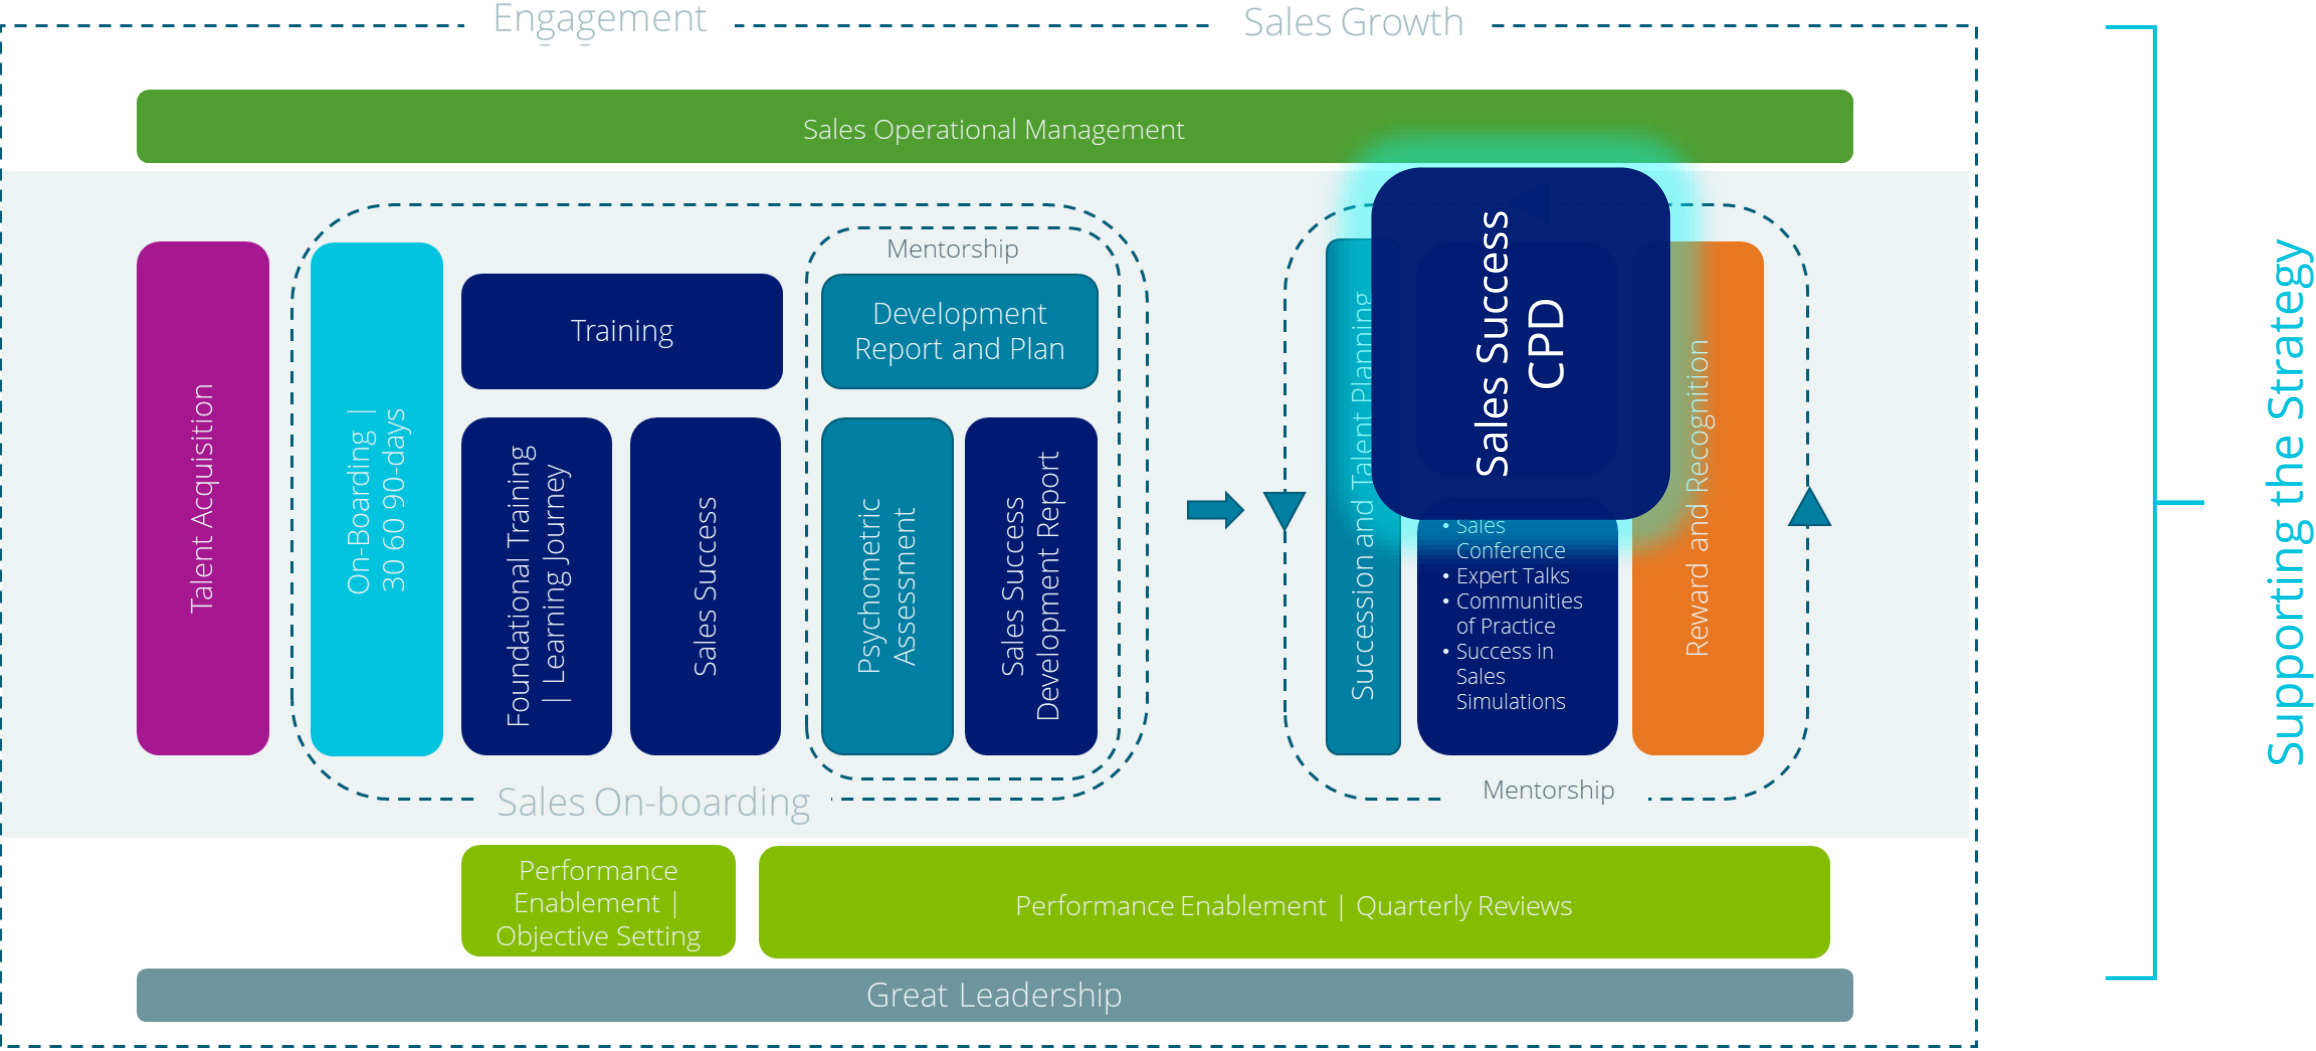 Engagement
Sales Growth
Sales Operational Management
Talent Acquisition
On-Boarding |
30 60 90-days
Training
Foundational Training
| Learning Journey
Sales Success
Mentorship
Development
Report and Plan
Psychometric
Assessment
Sales Success
Development Report
Sales On-boarding
Succession and Talent Planning
Sales Success
CPD
• Sales
Conference
• Expert Talks
• Communities
of Practice
• Success in
Sales
Simulations
Reward and Recognition
Mentorship
Performance
Enablement |
Objective Setting
Performance Enablement | Quarterly Reviews
Great Leadership
Supporting the Strategy